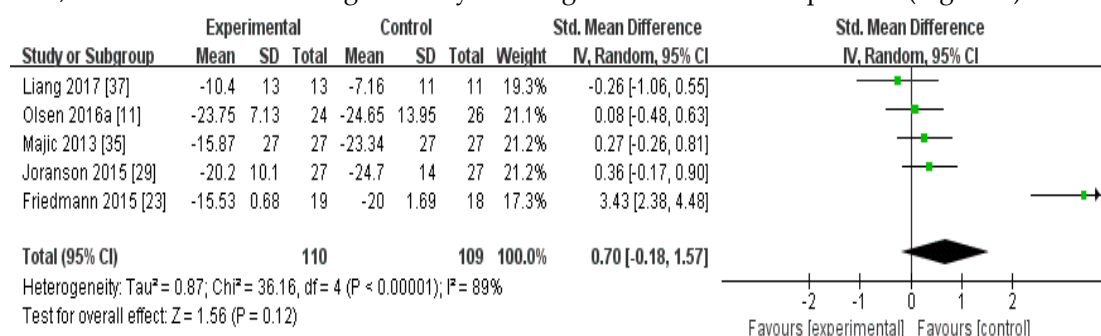 Experimental Control Std. Mean Difference Std. Mean Difference
Study or Subgroup Mean SD Total Mean SD Total Weight IV, Random, 95% CI IV, Random, 95% CI
Liang 2017 [37] -10.4 13 13 -7.16 11 11 19.3% -0.26 [-1.06, 0.55]
Olsen 2016a [11] -23.75 7.13 24 -24.65 13.95 26 21.1% 0.08 [-0.48, 0.63]
Majic 2013 [35] -15.87 27 27 -23.34 27 27 21.2% 0.27 [-0.26, 0.81]
Joranson 2015 [29] -20.2 10.1 27 -24.7 14 27 21.2% 0.36 [-0.17, 0.90]
Friedmann 2015 [23] -15.53 0.68 19 -20 1.69 18 17.3% 3.43 [2.38, 4.48]
Total (95% CI) 110 109 100.0% 0.70 [-0.18, 1.57]
Heterogeneity: Tau² = 0.87; Chi² = 36.16, df = 4 (P < 0.00001); I² = 89%
Test for overall effect: Z = 1.56 (P = 0.12)
-2 -1 0 1 2
Favours [experimental] Favours [control]